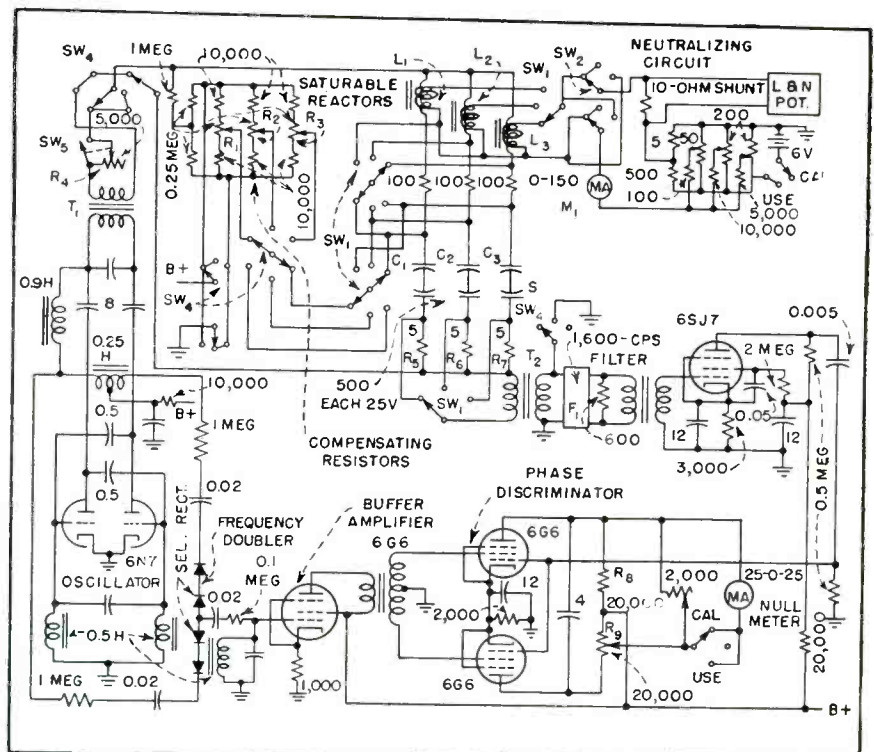 SW4
1 MEG
10,000
SATURABLE
REACTORS
L1
L2
L3
SW1
SW2
NEUTRALIZING
CIRCUIT
10-OHM SHUNT
L & N
POT.
200
5
50
500
100
6V
CAL
USE
5,000
10,000
0-150
MA
M1
5,000
SW5
R4
T1
0.25 MEG
R1
R2
R3
10,000
100
100
100
SW1
B+
SW4
C1
C2
C3
S
SW4
0.9H
8
0.25
H
5
5
5
R5
R6
R7
T2
500
EACH 25V
SW1
1,600-CPS
FILTER
F1
600
6SJ7
0.005
2 MEG
0.05
12
12
3,000
0.5 MEG
10,000
B+
0.5
1 MEG
COMPENSATING
RESISTORS
0.5
0.02
6N7
OSCILLATOR
SEL. RECT.
FREQUENCY
DOUBLER
0.1
MEG
0.02
BUFFER
AMPLIFIER
6G6
PHASE
DISCRIMINATOR
6G6
12
2,000
4
R8
20,000
R9
20,000
2,000
CAL
USE
25-0-25
MA
NULL
METER
20,000
0.5H
1 MEG
0.02
1,000
6G6
B+